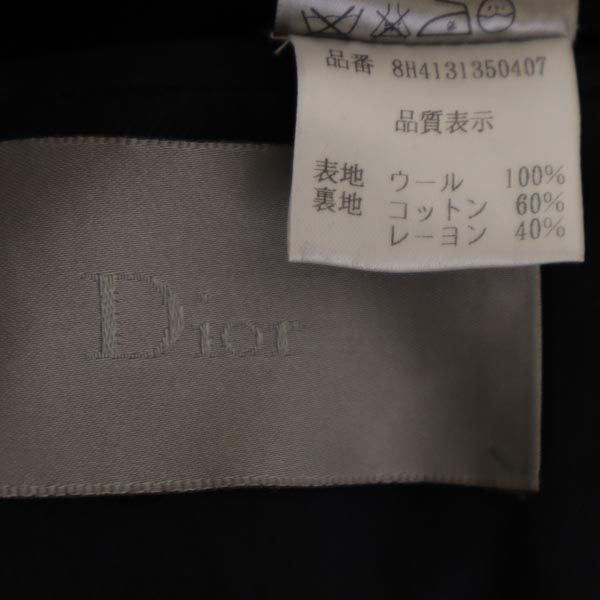 品番 8H4131350407
品質表示
表地 ウール 100%
裏地 コットン 60%
レーヨン 40%
Dior